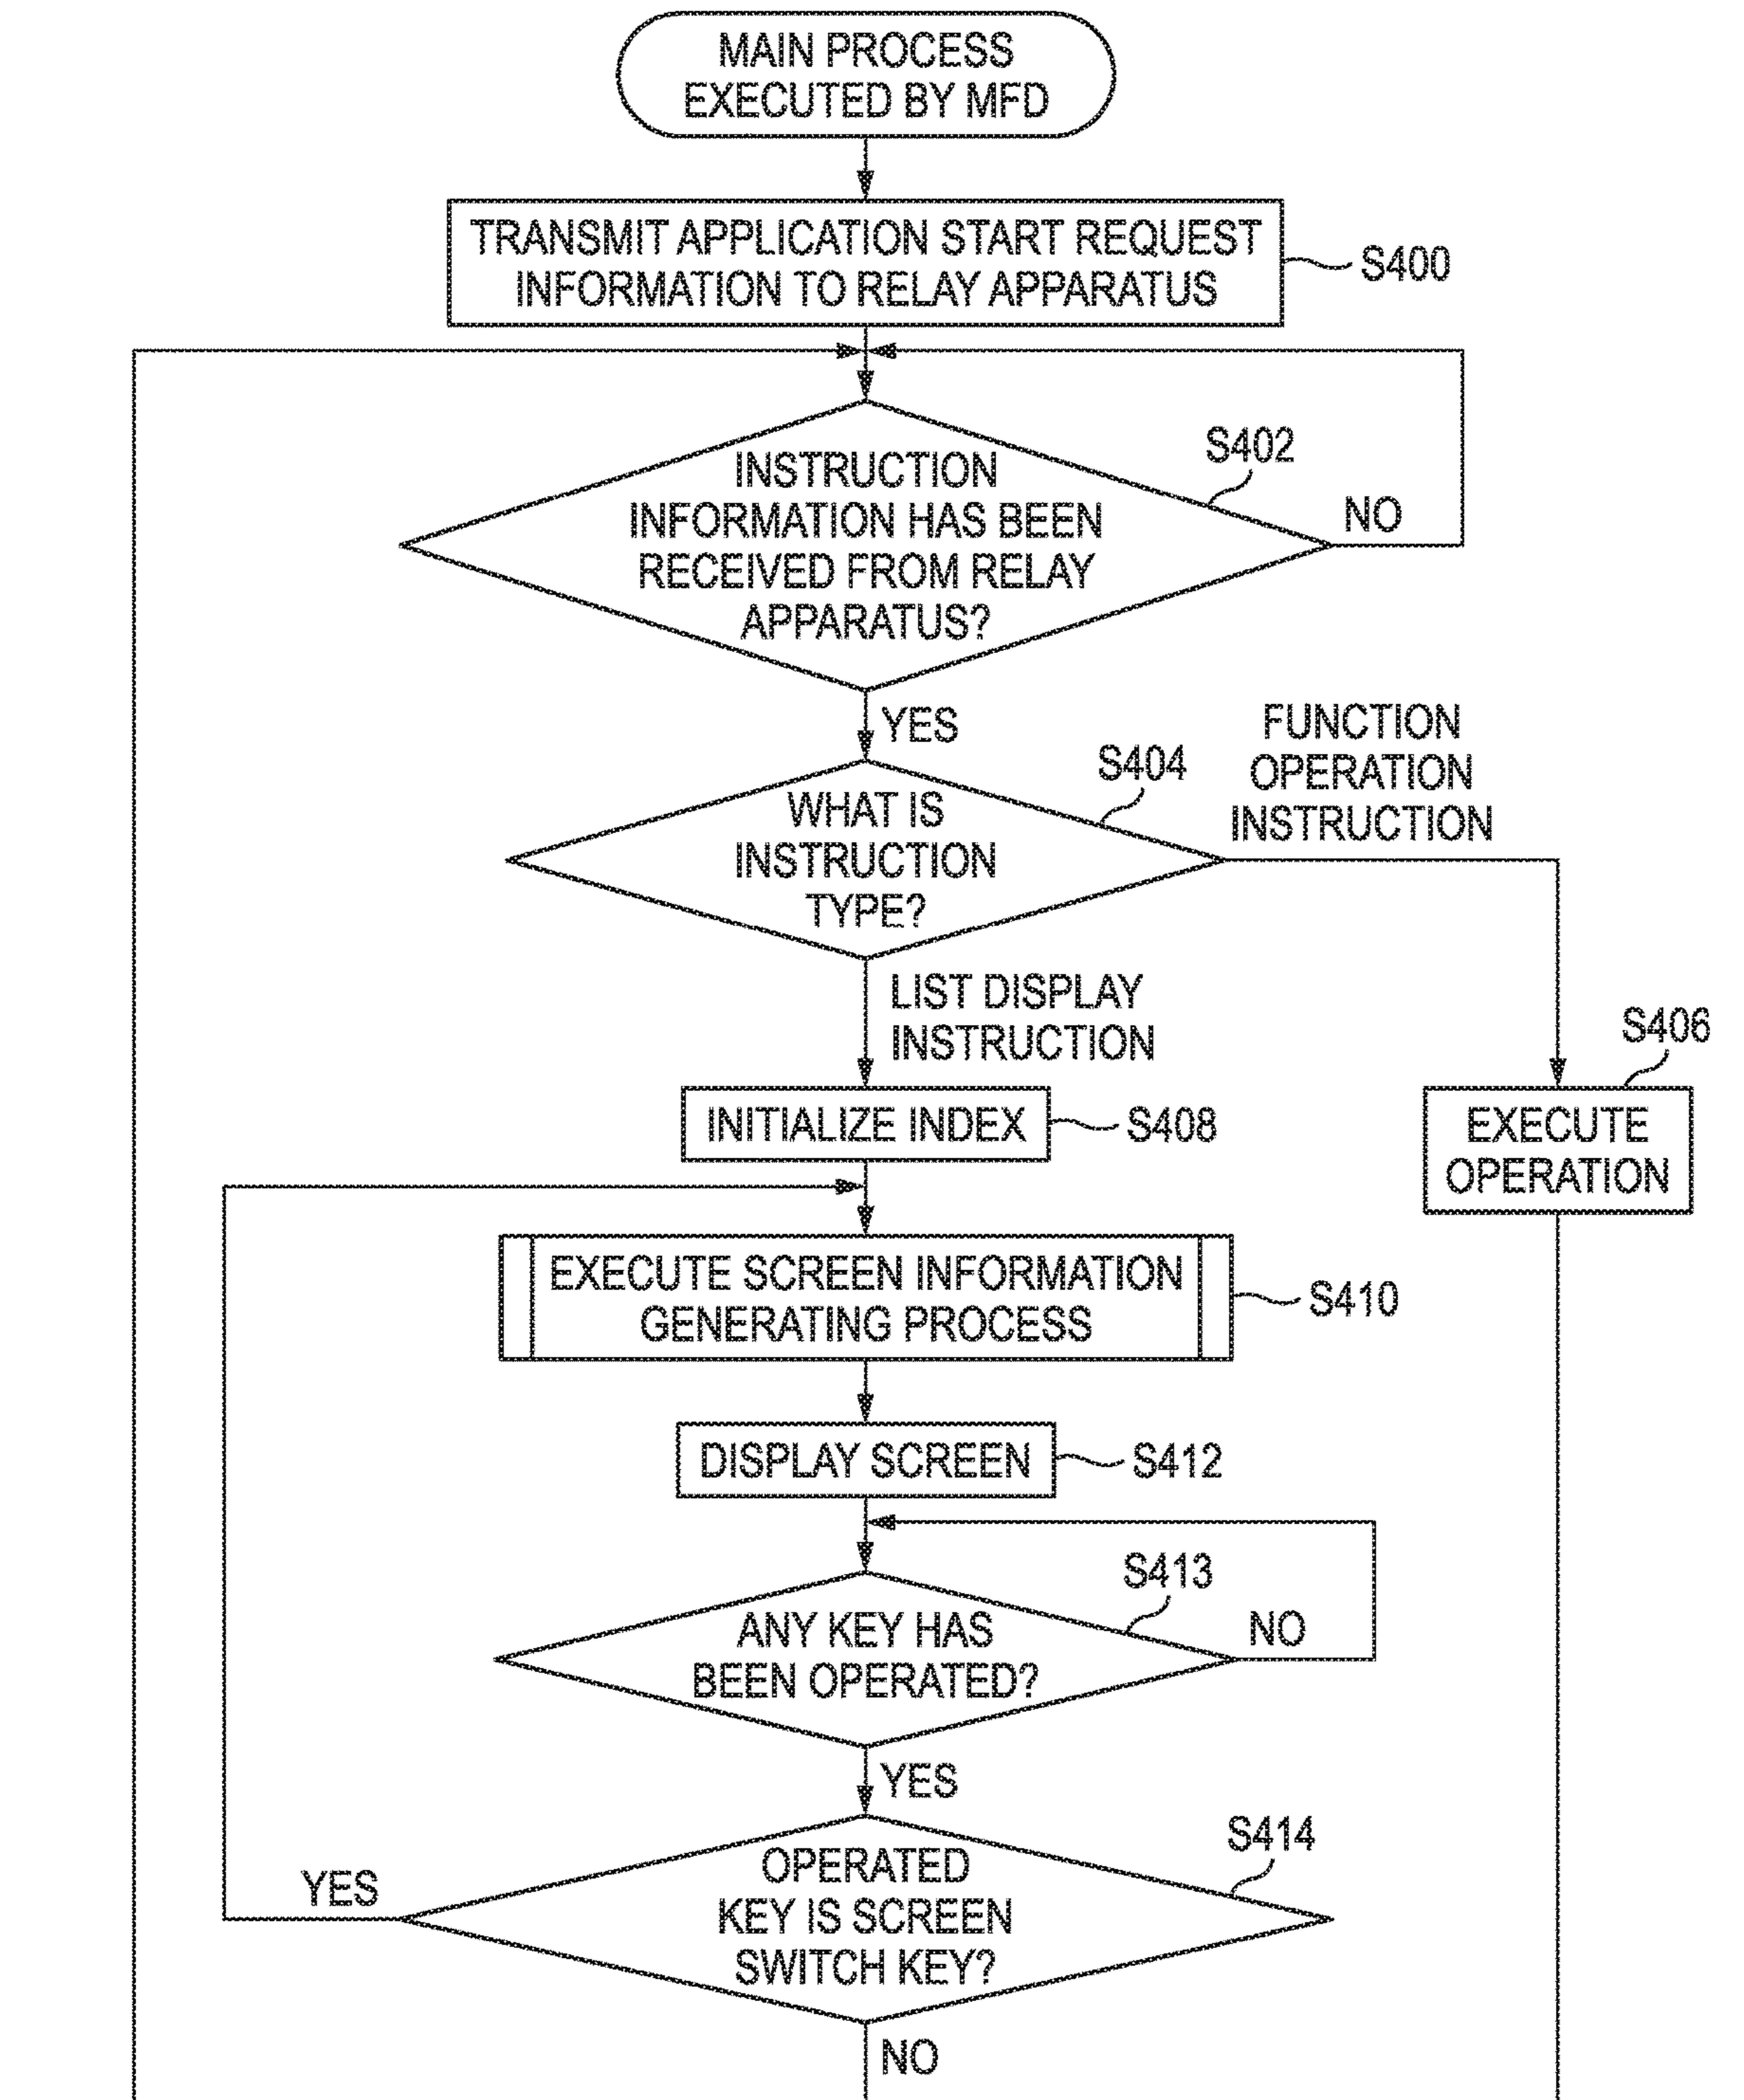 MAIN PROCESS
EXECUTED BY MFD
TRANSMIT APPLICATION START REQUEST
INFORMATION TO RELAY APPARATUS
S400
S402
INSTRUCTION
INFORMATION HAS BEEN
RECEIVED FROM RELAY
APPARATUS?
NO
YES
S404
WHAT IS
INSTRUCTION
TYPE?
FUNCTION
OPERATION
INSTRUCTION
LIST DISPLAY
INSTRUCTION
S406
EXECUTE
OPERATION
INITIALIZE INDEX
S408
EXECUTE SCREEN INFORMATION
GENERATING PROCESS
S410
DISPLAY SCREEN
S412
S413
ANY KEY HAS
BEEN OPERATED?
NO
YES
S414
OPERATED
KEY IS SCREEN
SWITCH KEY?
YES
NO